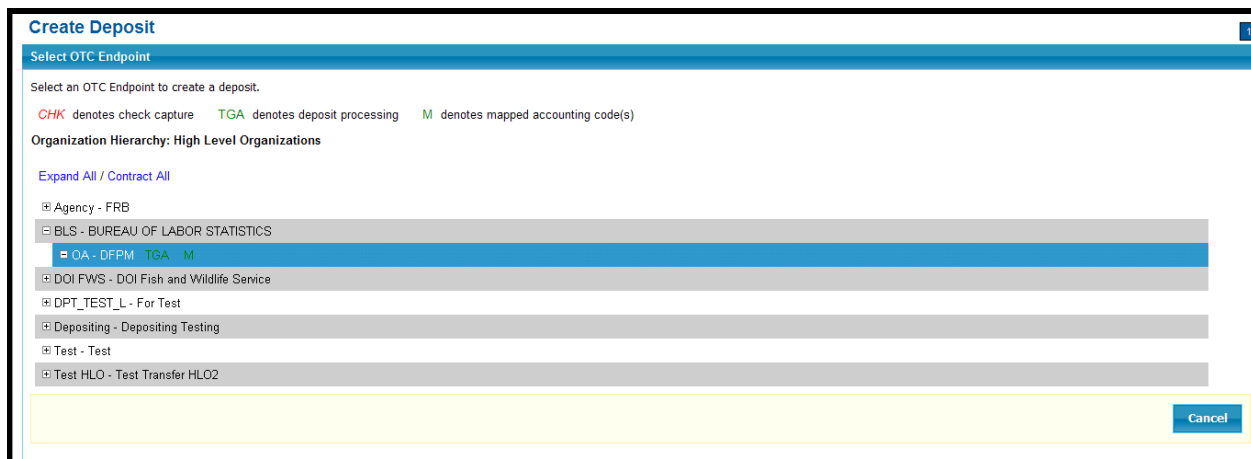 Create Deposit
1
Select OTC Endpoint
Select an OTC Endpoint to create a deposit.
CHK denotes check capture TGA denotes deposit processing M denotes mapped accounting code(s)
Organization Hierarchy: High Level Organizations
Expand All / Contract All
Agency - FRB
BLS - BUREAU OF LABOR STATISTICS
OA - DFPM TGA M
DOI FWS - DOI Fish and Wildlife Service
DPT_TEST_L - For Test
Depositing - Depositing Testing
Test - Test
Test HLO - Test Transfer HLO2
Cancel